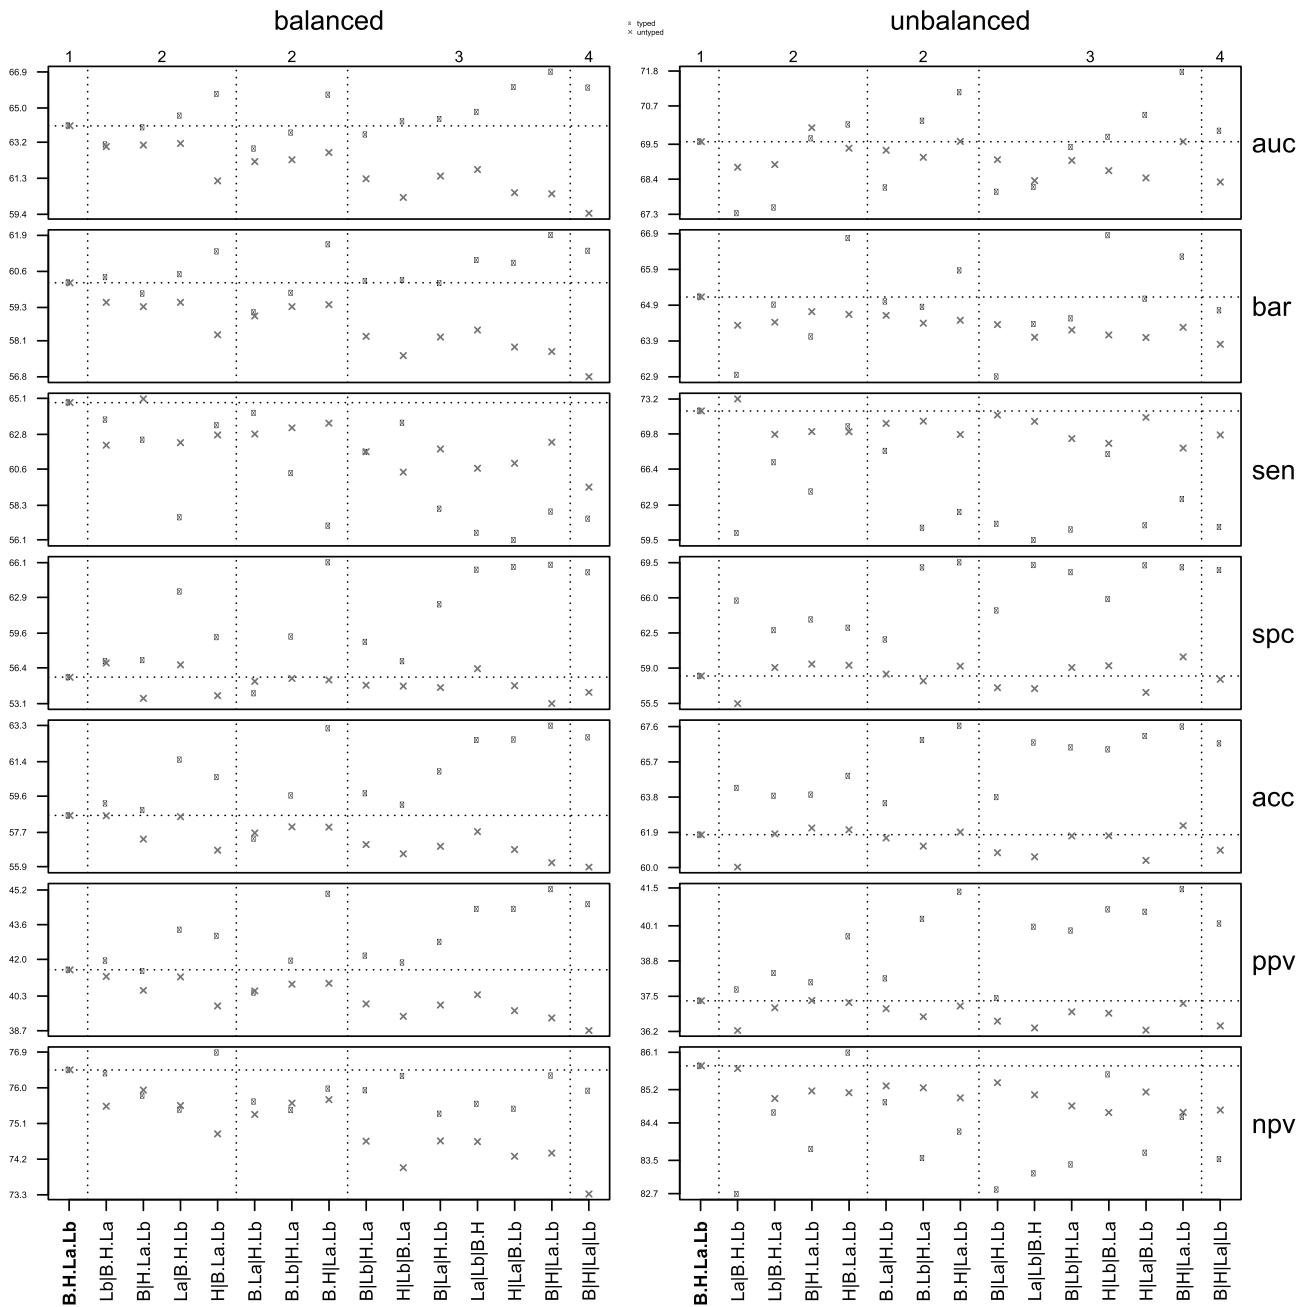 balanced
unbalanced
typed
untyped
1 2 2 3 4
1 2 2 3 4
66.9
65.0
63.2
61.3
59.4
71.8
70.7
69.5
68.4
67.3
auc
61.9
60.6
59.3
58.1
56.8
66.9
65.9
64.9
63.9
62.9
bar
65.1
62.8
60.6
58.3
56.1
73.2
69.8
66.4
62.9
59.5
sen
66.1
62.9
59.6
56.4
53.1
69.5
66.0
62.5
59.0
55.5
spc
63.3
61.4
59.6
57.7
55.9
67.6
65.7
63.8
61.9
60.0
acc
45.2
43.6
42.0
40.3
38.7
41.5
40.1
38.8
37.5
36.2
ppv
76.9
76.0
75.1
74.2
73.3
86.1
85.2
84.4
83.5
82.7
npv
B.H.La.Lb
Lb|B.H.La
B|H.La.Lb
La|B.H.Lb
H|B.La.Lb
B.La|H.Lb
B.Lb|H.La
B.H|La.Lb
B|Lb|H.La
H|Lb|B.La
B|La|H.Lb
La|Lb|B.H
H|La|B.Lb
B|H|La.Lb
B|H|La|Lb
B.H.La.Lb
La|B.H.Lb
Lb|B.H.La
B|H.La.Lb
H|B.La.Lb
B.La|H.Lb
B.Lb|H.La
B.H|La.Lb
B|La|H.Lb
La|Lb|B.H
B|Lb|H.La
H|Lb|B.La
H|La|B.Lb
B|H|La.Lb
B|H|La|Lb